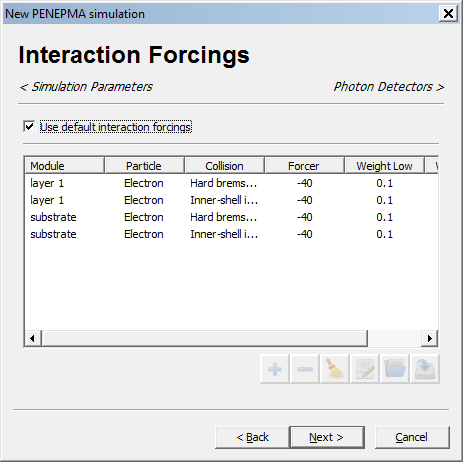 New PENEPMA simulation
Interaction Forcings
< Simulation Parameters Photon Detectors >
Use default interaction forcings
Module Particle Collision Forcer Weight Low
layer 1 Electron Hard brems... -40 0.1
layer 1 Electron Inner-shell i... -40 0.1
substrate Electron Hard brems... -40 0.1
substrate Electron Inner-shell i... -40 0.1
< Back Next > Cancel